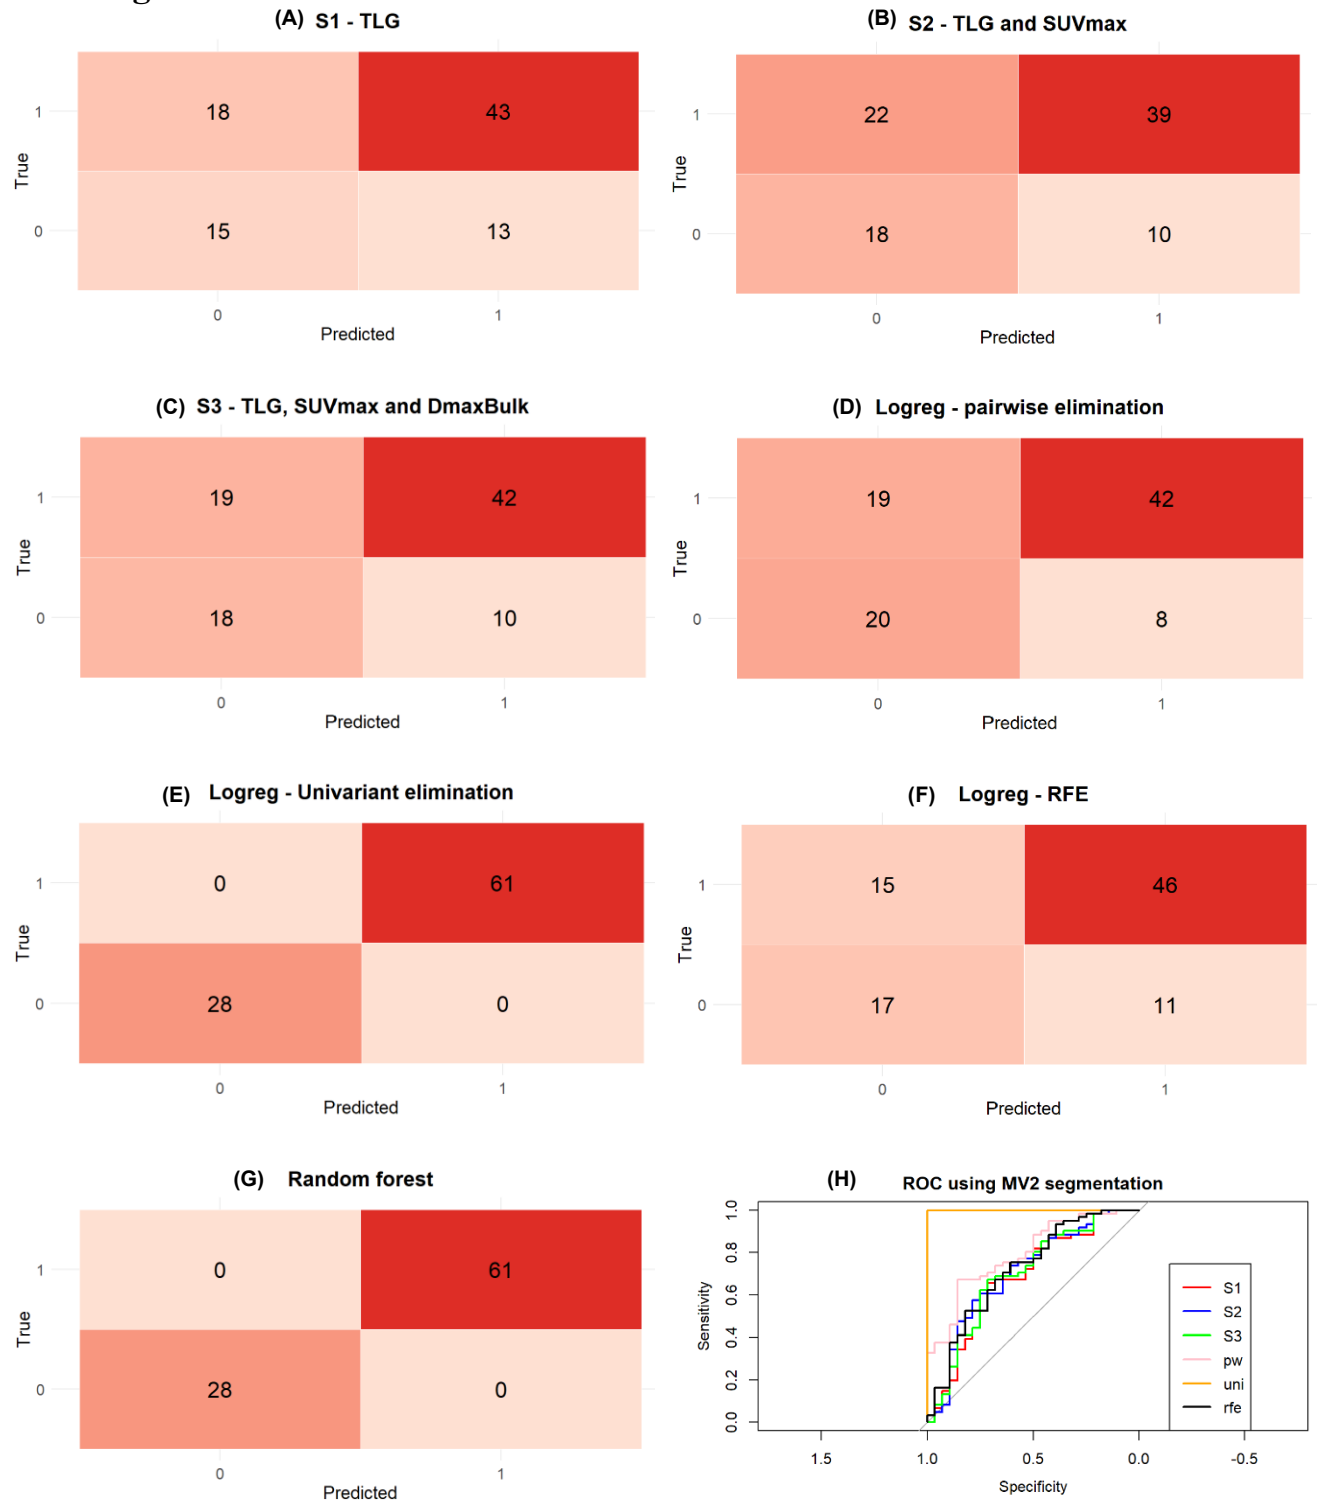 (A) S1 - TLG
1
18
43
True
0
15
13
0
1
Predicted
(B) S2 - TLG and SUVmax
1
22
39
True
0
18
10
0
1
Predicted
(C) S3 - TLG, SUVmax and DmaxBulk
1
19
42
True
0
18
10
0
1
Predicted
(D) Logreg - pairwise elimination
1
19
42
True
0
20
8
0
1
Predicted
(E) Logreg - Univariant elimination
1
0
61
True
0
28
0
0
1
Predicted
(F) Logreg - RFE
1
15
46
True
0
17
11
0
1
Predicted
(G) Random forest
1
0
61
True
0
28
0
0
1
Predicted
(H) ROC using MV2 segmentation
1.0
0.8
0.6
0.4
0.2
0.0
Sensitivity
S1
S2
S3
pw
uni
rfe
1.5
1.0
0.5
0.0
-0.5
Specificity